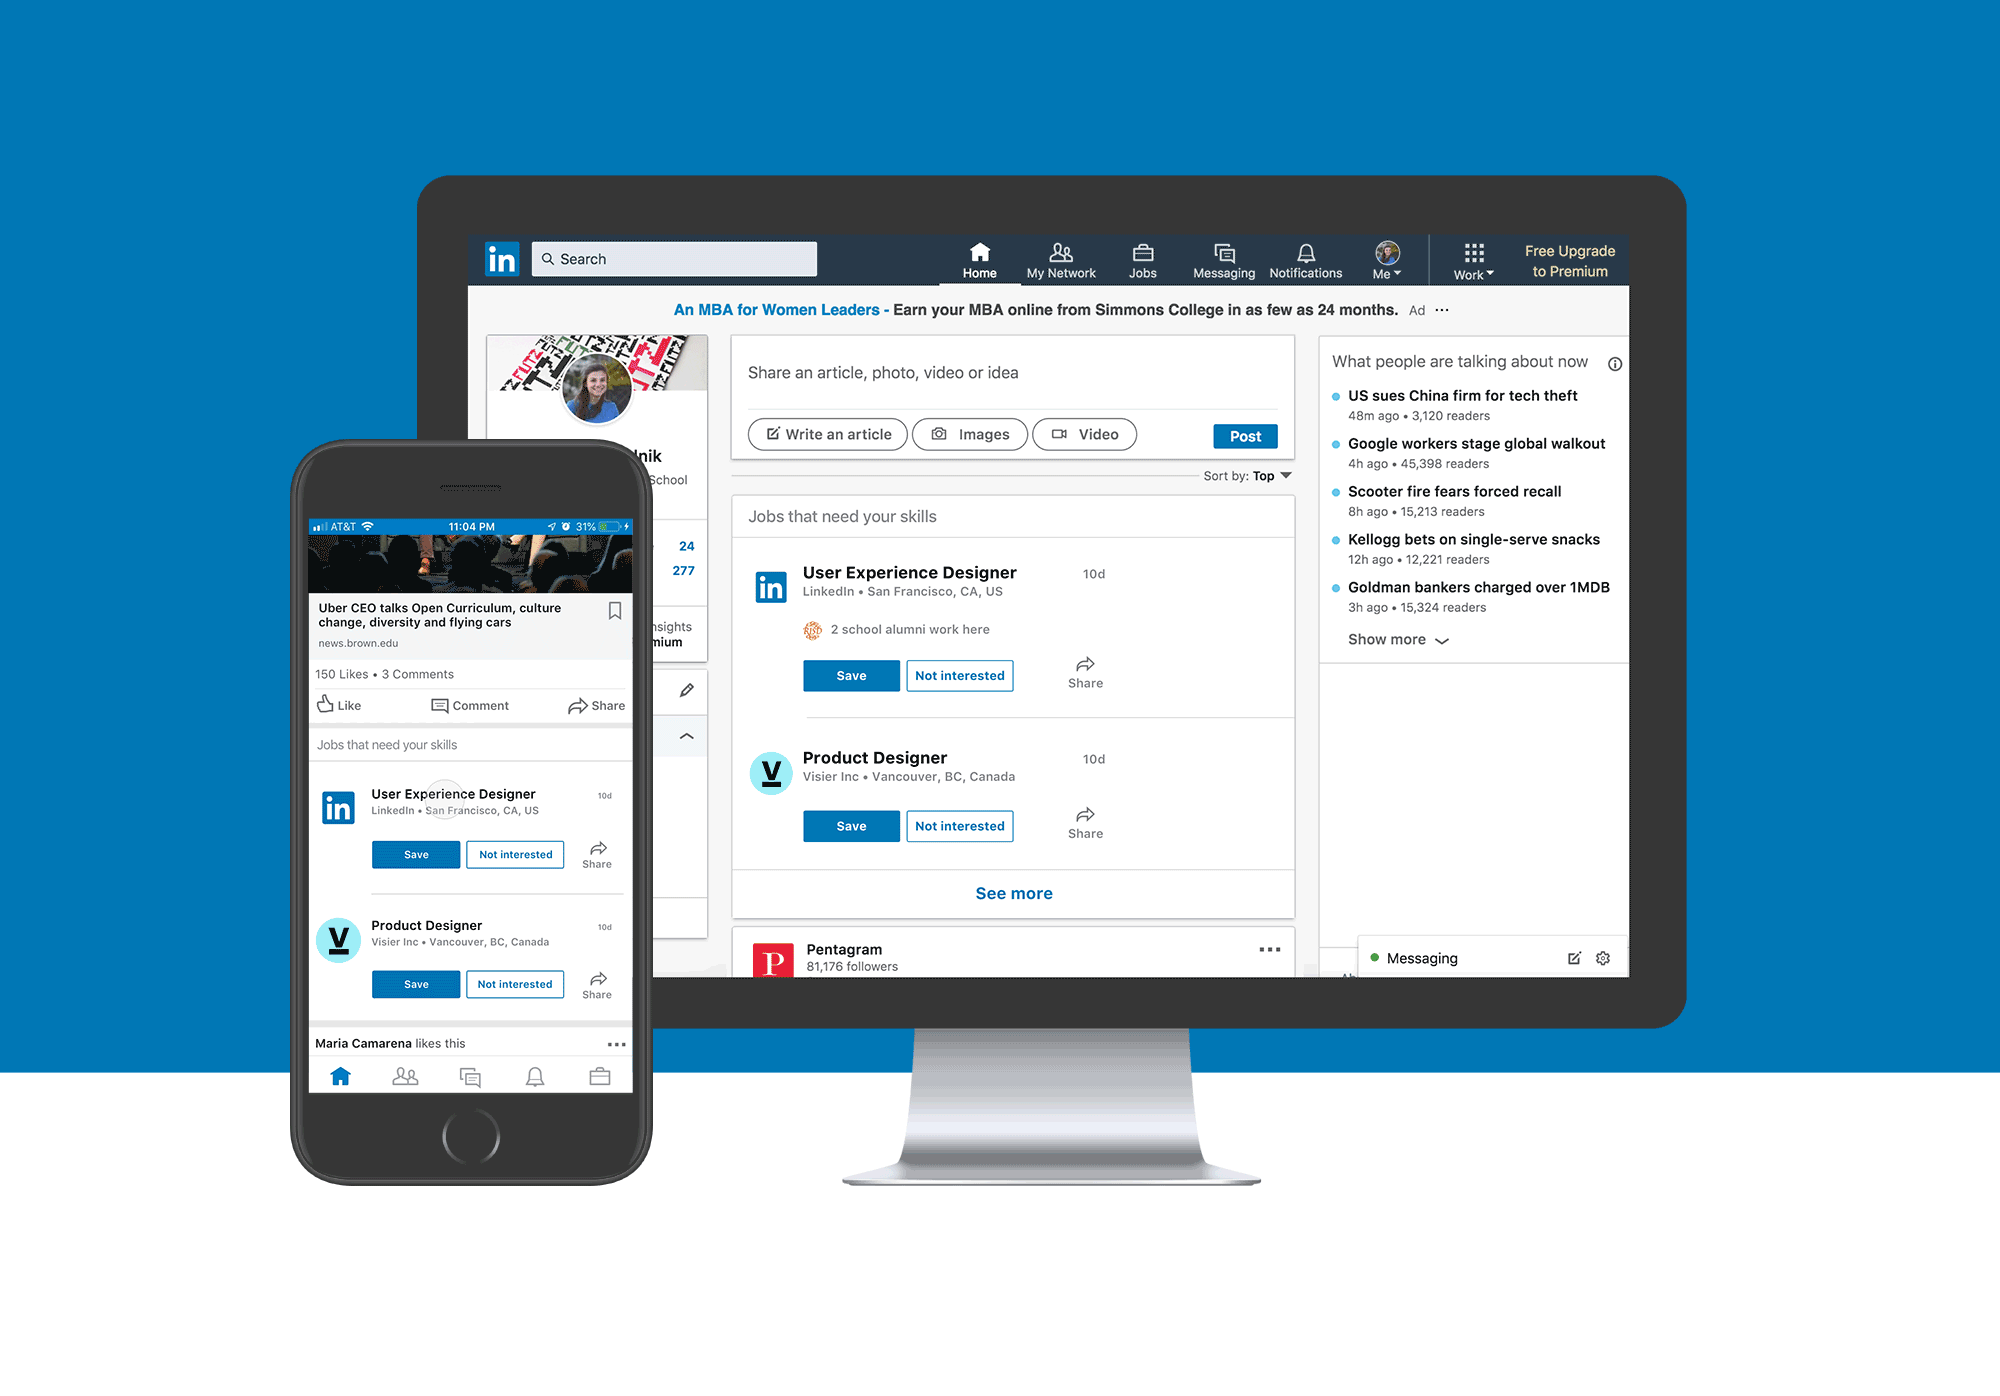 in
Search
Home
My Network
Jobs
Messaging
Notifications
Me
Work
Free Upgrade
to Premium
An MBA for Women Leaders - Earn your MBA online from Simmons College in as few as 24 months. Ad
nik
School
24
277
nsights
mium
Share an article, photo, video or idea
Write an article
Images
Video
Post
Sort by: Top
Jobs that need your skills
in
User Experience Designer
10d
LinkedIn • San Francisco, CA, US
RISD
2 school alumni work here
Save
Not interested
Share
V
Product Designer
10d
Visier Inc • Vancouver, BC, Canada
Save
Not interested
Share
See more
P
Pentagram
81,176 followers
What people are talking about now
US sues China firm for tech theft
48m ago • 3,120 readers
Google workers stage global walkout
4h ago • 45,398 readers
Scooter fire fears forced recall
8h ago • 15,213 readers
Kellogg bets on single-serve snacks
12h ago • 12,221 readers
Goldman bankers charged over 1MDB
3h ago • 15,324 readers
Show more
Messaging
AT&T
11:04 PM
31%
Uber CEO talks Open Curriculum, culture
change, diversity and flying cars
news.brown.edu
150 Likes • 3 Comments
Like
Comment
Share
Jobs that need your skills
in
User Experience Designer
10d
LinkedIn • San Francisco, CA, US
Save
Not interested
Share
V
Product Designer
10d
Visier Inc • Vancouver, BC, Canada
Save
Not interested
Share
Maria Camarena likes this